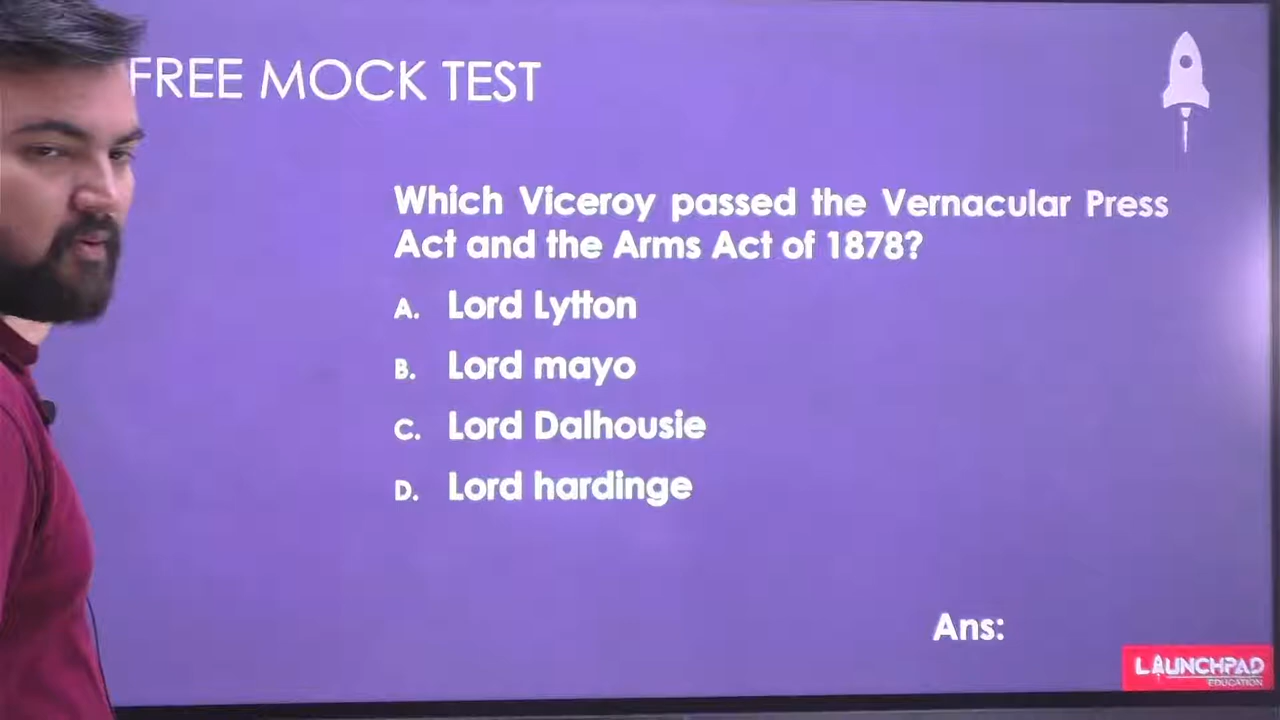 FREE MOCK TEST
Which Viceroy passed the Vernacular Press
Act and the Arms Act of 1878?
A. Lord Lytton
B. Lord mayo
C. Lord Dalhousie
D. Lord hardinge
Ans:
LAUNCHPAD
EDUCATION